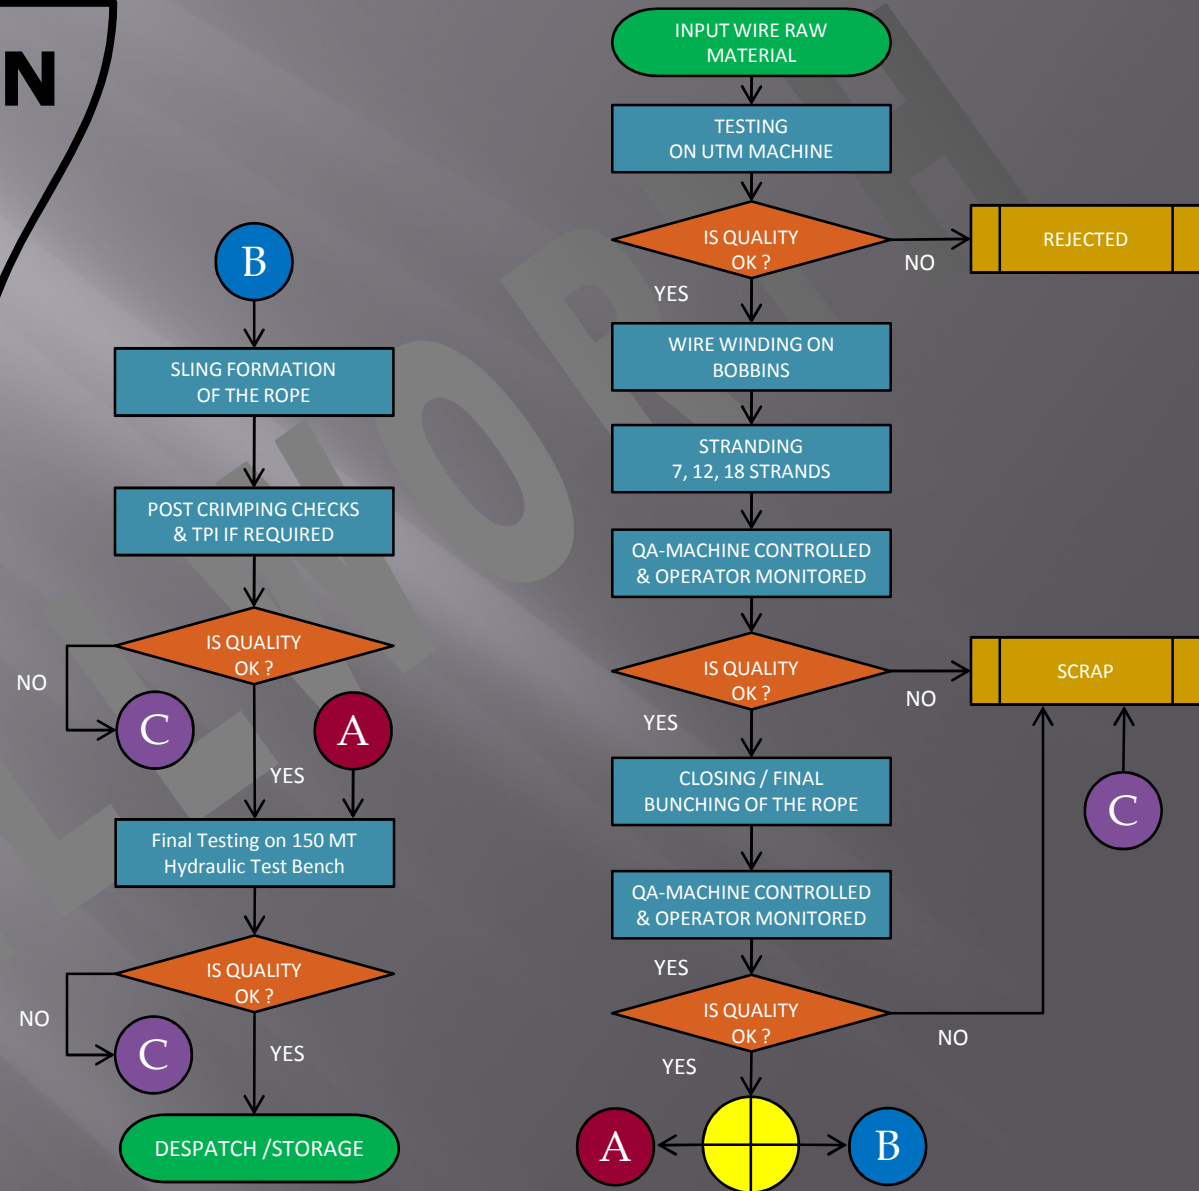 N
INPUT WIRE RAW
MATERIAL
TESTING
ON UTM MACHINE
IS QUALITY
OK ?
NO
REJECTED
YES
WIRE WINDING ON
BOBBINS
STRANDING
7, 12, 18 STRANDS
QA-MACHINE CONTROLLED
& OPERATOR MONITORED
IS QUALITY
OK ?
NO
SCRAP
YES
C
CLOSING / FINAL
BUNCHING OF THE ROPE
QA-MACHINE CONTROLLED
& OPERATOR MONITORED
YES
IS QUALITY
OK ?
NO
YES
A
B
B
SLING FORMATION
OF THE ROPE
POST CRIMPING CHECKS
& TPI IF REQUIRED
IS QUALITY
OK ?
NO
C
A
YES
Final Testing on 150 MT
Hydraulic Test Bench
IS QUALITY
OK ?
NO
C
YES
DESPATCH /STORAGE